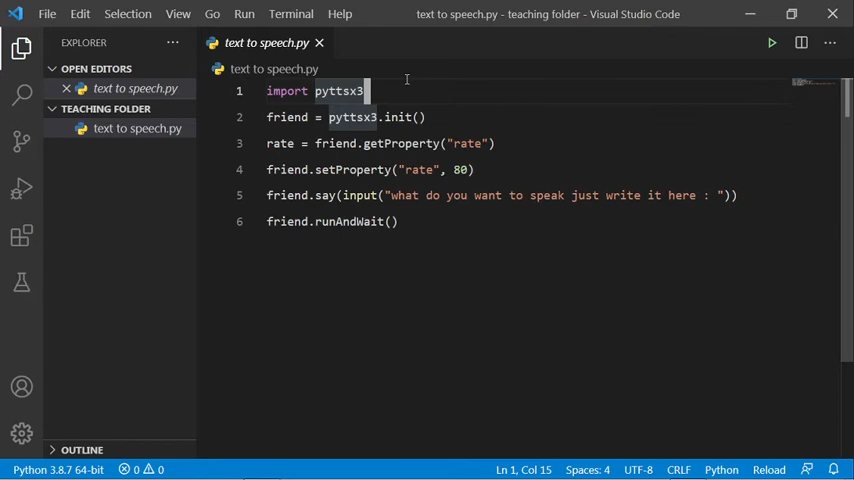 File Edit Selection View Go Run Terminal Help text to speech.py - teaching folder - Visual Studio Code
EXPLORER
text to speech.py
OPEN EDITORS
text to speech.py
TEACHING FOLDER
text to speech.py
text to speech.py
1 import pyttsx3
2 friend = pyttsx3.init()
3 rate = friend.getProperty("rate")
4 friend.setProperty("rate", 80)
5 friend.say(input("what do you want to speak just write it here : "))
6 friend.runAndWait()
OUTLINE
Python 3.8.7 64-bit 0 0 Ln 1, Col 15 Spaces: 4 UTF-8 CRLF Python Reload